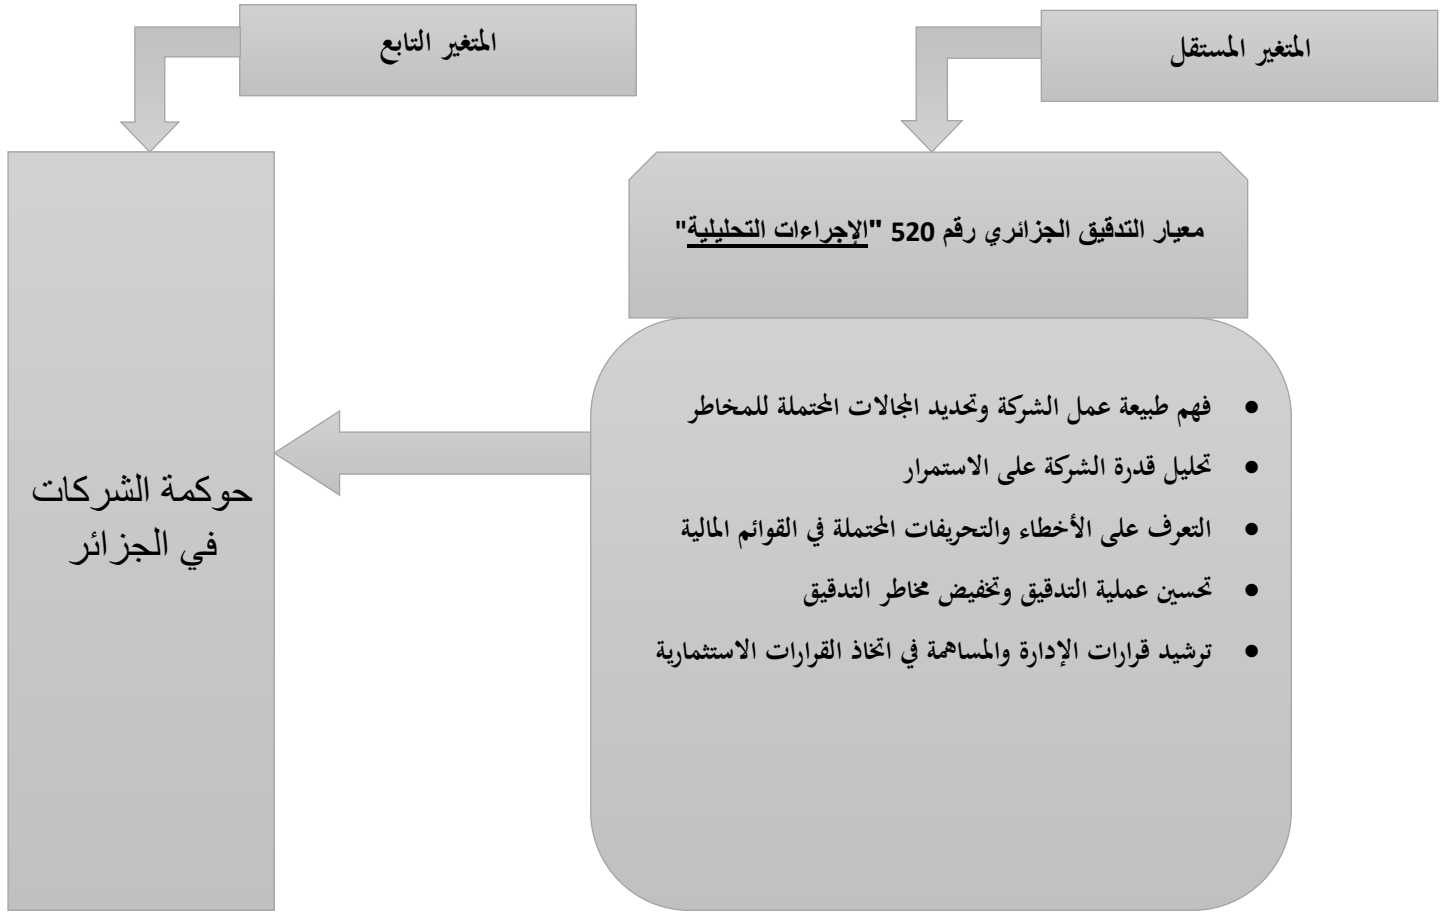 المتغير المستقل
المتغير التابع
معيار التدقيق الجزائري رقم 520 "الإجراءات التحليلية"
• فهم طبيعة عمل الشركة وتحديد المجالات المحتملة للمخاطر
• تحليل قدرة الشركة على الاستمرار
• التعرف على الأخطاء والتحريفات المحتملة في القوائم المالية
• تحسين عملية التدقيق وتخفيض مخاطر التدقيق
• ترشيد قرارات الإدارة والمساهمة في اتخاذ القرارات الاستثمارية
حوكمة الشركات
في الجزائر